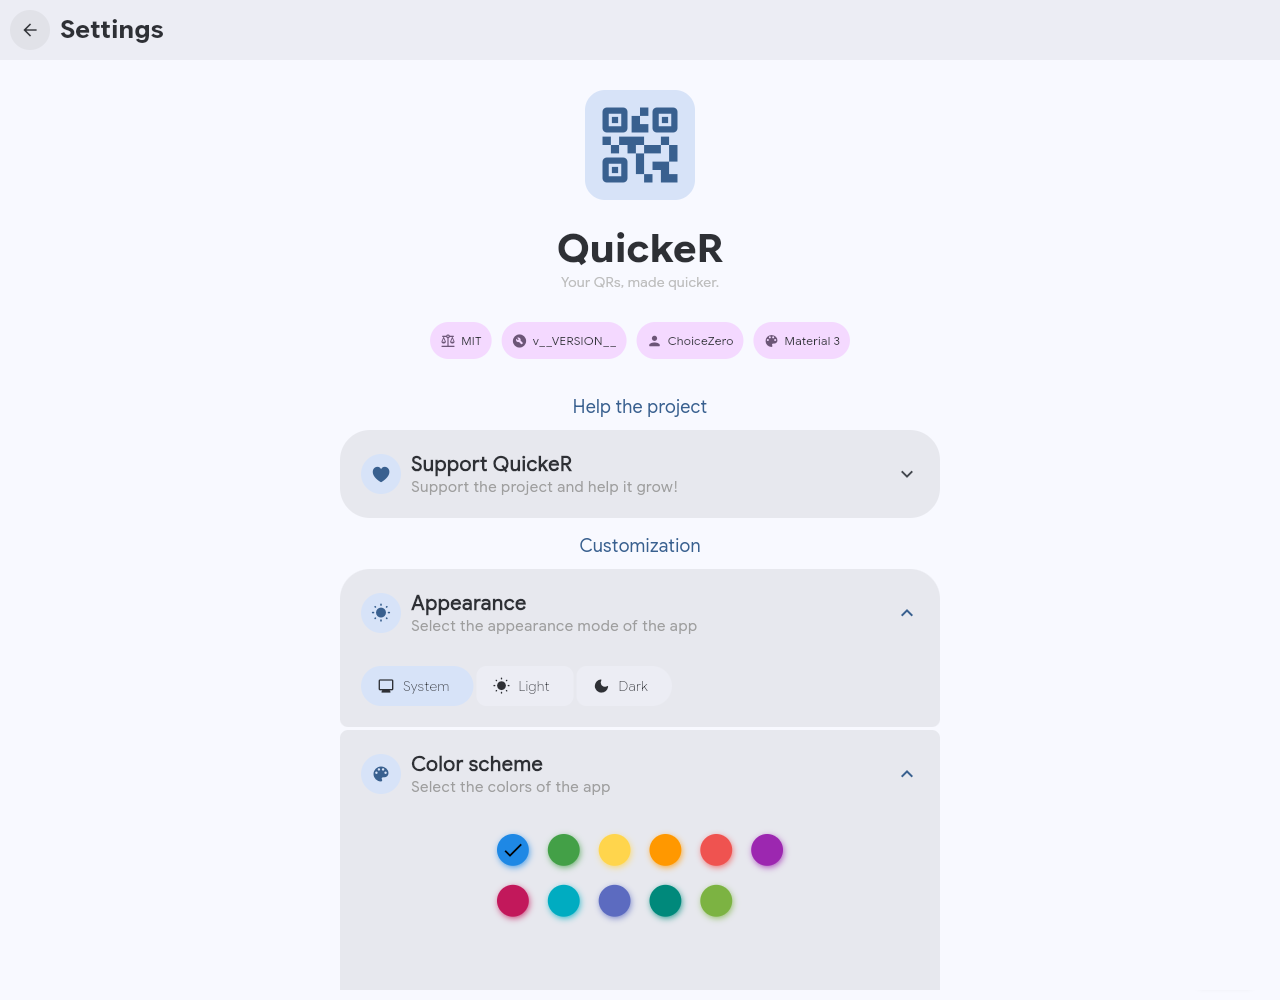 Settings
QuickeR
Your QRs, made quicker.
MIT
v__VERSION__
ChoiceZero
Material 3
Help the project
Support QuickeR
Support the project and help it grow!
Customization
Appearance
Select the appearance mode of the app
System
Light
Dark
Color scheme
Select the colors of the app